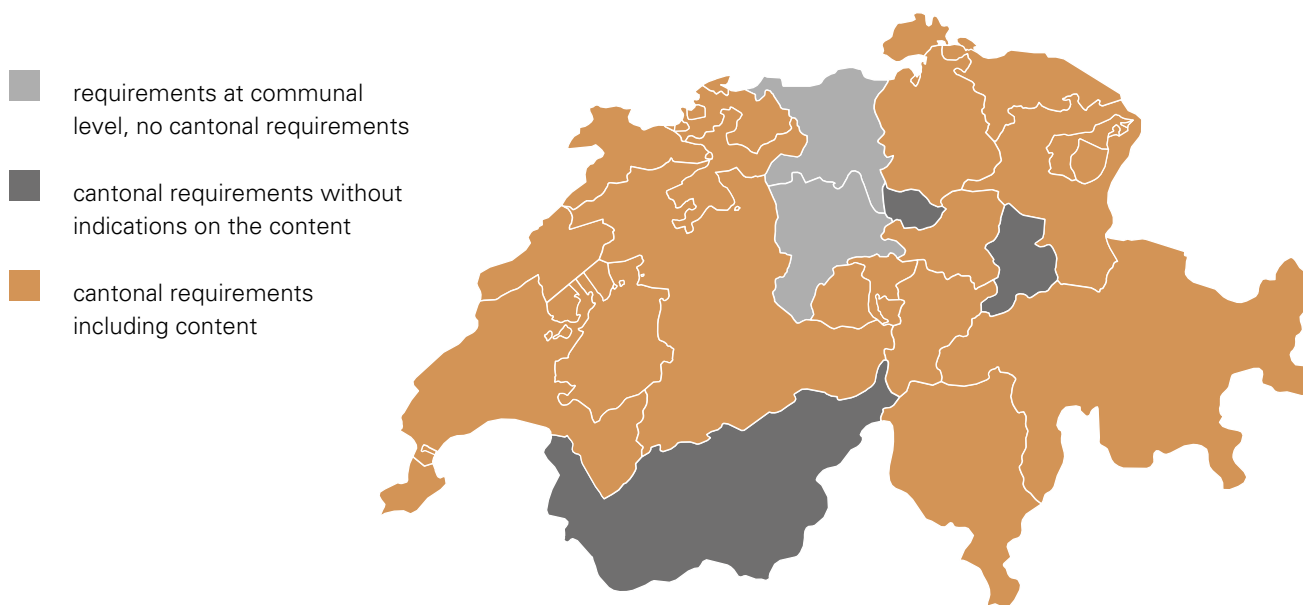 requirements at communal
level, no cantonal requirements
cantonal requirements without
indications on the content
cantonal requirements
including content